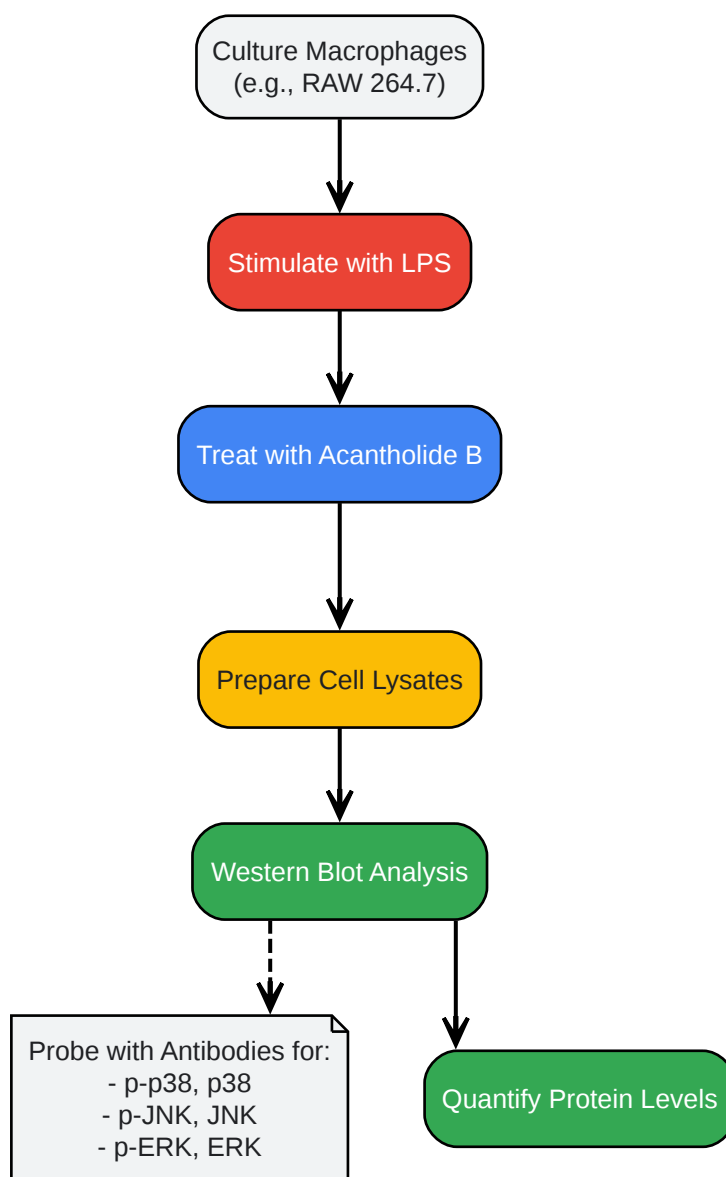 Culture Macrophages
(e.g., RAW 264.7)
Stimulate with LPS
Treat with Acantholide B
Prepare Cell Lysates
Western Blot Analysis
Probe with Antibodies for:
- p-p38, p38
- p-JNK, JNK
- p-ERK, ERK
Quantify Protein Levels